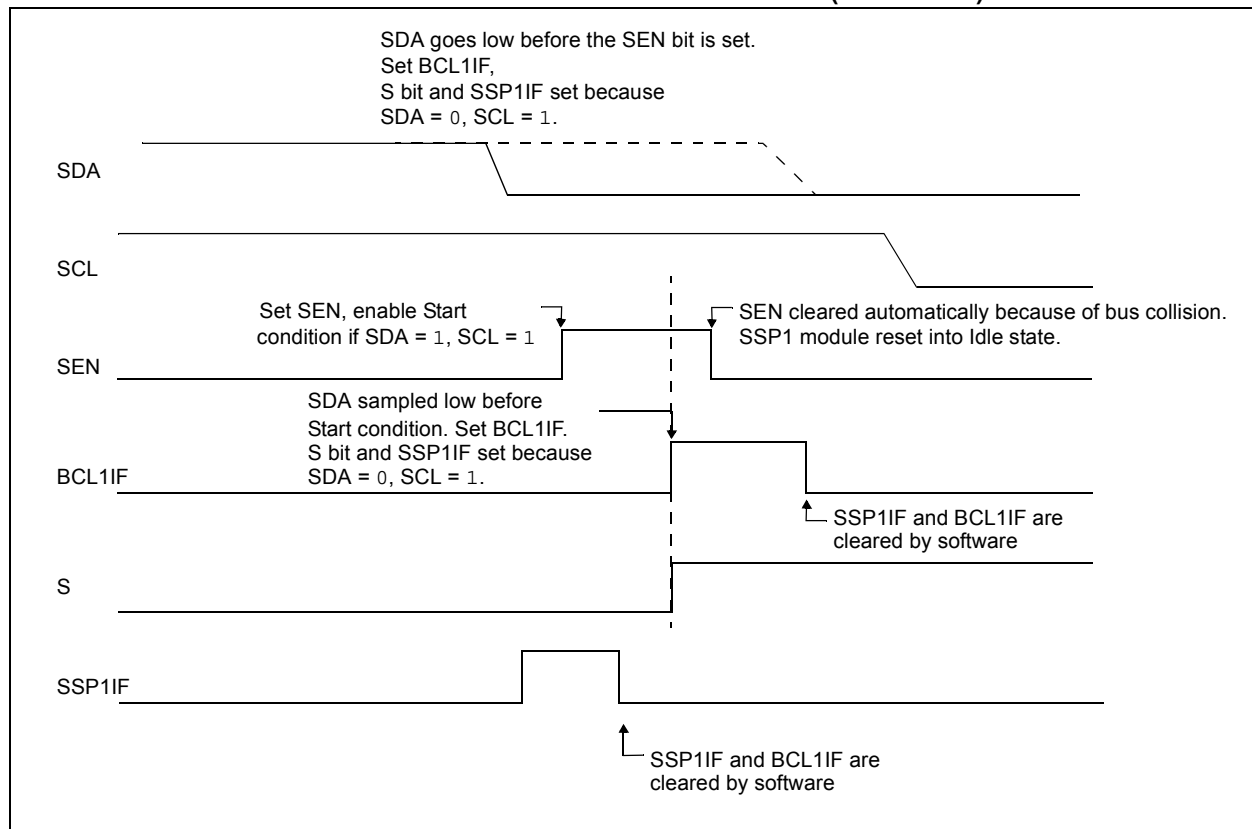 SDA goes low before the SEN bit is set.
Set BCL1IF,
S bit and SSP1IF set because
SDA = 0, SCL = 1.
SDA
SCL
Set SEN, enable Start
condition if SDA = 1, SCL = 1
SEN cleared automatically because of bus collision.
SSP1 module reset into Idle state.
SEN
SDA sampled low before
Start condition. Set BCL1IF.
S bit and SSP1IF set because
SDA = 0, SCL = 1.
BCL1IF
SSP1IF and BCL1IF are
cleared by software
S
SSP1IF
SSP1IF and BCL1IF are
cleared by software